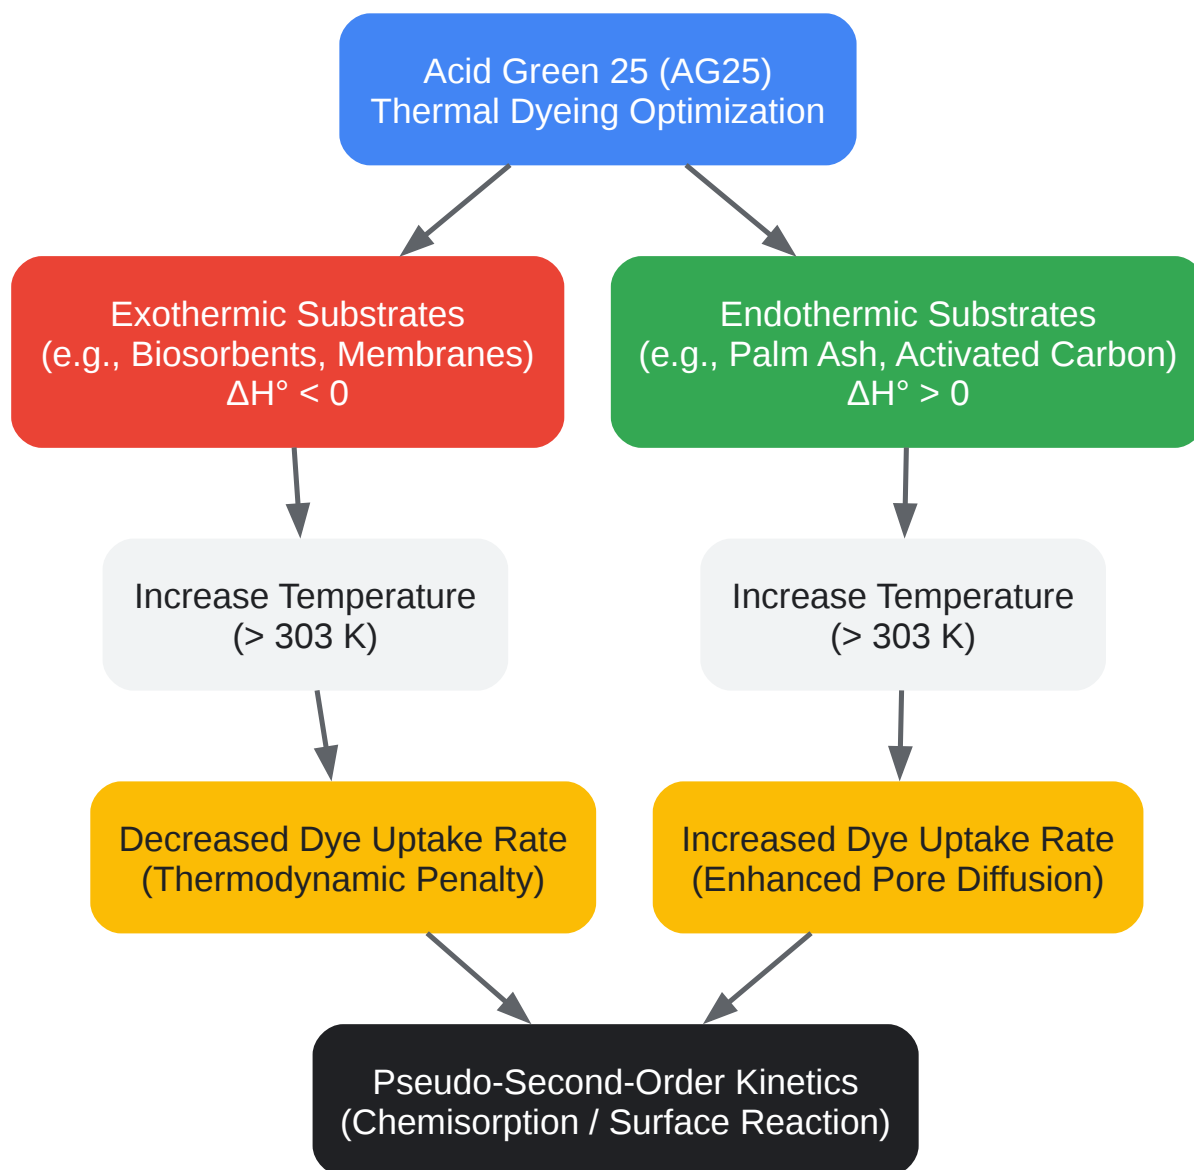 Acid Green 25 (AG25)
Thermal Dyeing Optimization
Exothermic Substrates
(e.g., Biosorbents, Membranes)
ΔH° < 0
Endothermic Substrates
(e.g., Palm Ash, Activated Carbon)
ΔH° > 0
Increase Temperature
(> 303 K)
Increase Temperature
(> 303 K)
Decreased Dye Uptake Rate
(Thermodynamic Penalty)
Increased Dye Uptake Rate
(Enhanced Pore Diffusion)
Pseudo-Second-Order Kinetics
(Chemisorption / Surface Reaction)